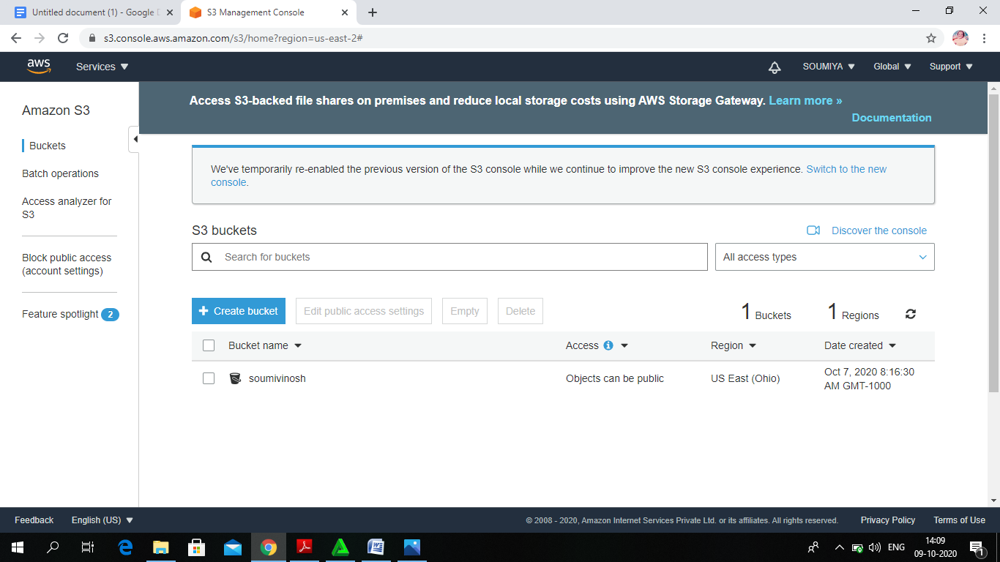 Untitled document (1) - Google D
S3 Management Console
s3.console.aws.amazon.com/s3/home?region=us-east-2#
aws
Services
SOUMIYA
Global
Support
Amazon S3
Buckets
Batch operations
Access analyzer for
S3
Block public access
(account settings)
Feature spotlight 2
Access S3-backed file shares on premises and reduce local storage costs using AWS Storage Gateway. Learn more »
Documentation
We've temporarily re-enabled the previous version of the S3 console while we continue to improve the new S3 console experience. Switch to the new
console.
S3 buckets
Discover the console
Search for buckets
All access types
+ Create bucket
Edit public access settings
Empty
Delete
1 Buckets
1 Regions
Bucket name
Access
Region
Date created
soumivinosh
Objects can be public
US East (Ohio)
Oct 7, 2020 8:16:30
AM GMT-1000
Feedback
English (US)
© 2008 - 2020, Amazon Internet Services Private Ltd. or its affiliates. All rights reserved.
Privacy Policy
Terms of Use
ENG
14:09
09-10-2020
1